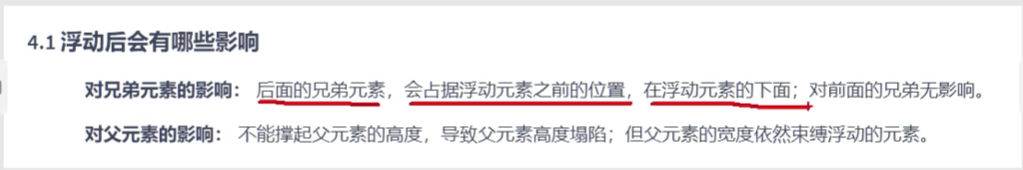 4.1 浮动后会有哪些影响
对兄弟元素的影响： 后面的兄弟元素，会占据浮动元素之前的位置，在浮动元素的下面；对前面的兄弟无影响。
对父元素的影响： 不能撑起父元素的高度，导致父元素高度塌陷；但父元素的宽度依然束缚浮动的元素。